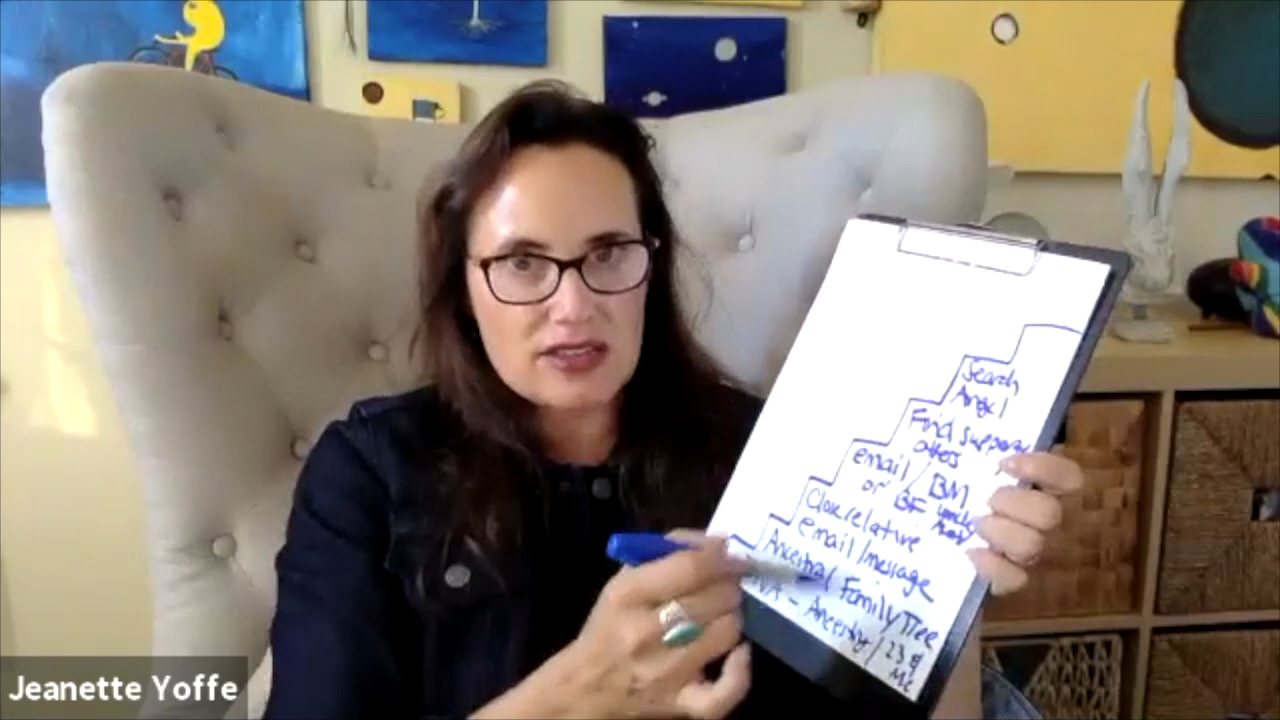 Search
Angel
Find support
others
email / BM
or BF
Close relative
email/message
Ancestral Family Tree
DNA - Ancestry / 23 &
Me
Jeanette Yoffe